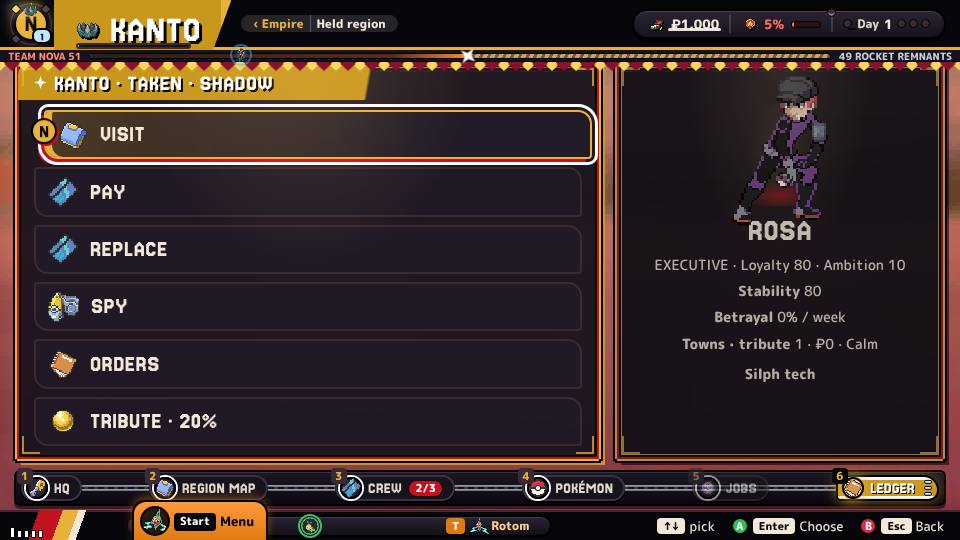 N
1
KANTO
‹ Empire | Held region
₽1,000
5%
Day 1
TEAM NOVA 51
49 ROCKET REMNANTS
KANTO · TAKEN · SHADOW
N
VISIT
PAY
REPLACE
SPY
ORDERS
TRIBUTE · 20%
ROSA
EXECUTIVE · Loyalty 80 · Ambition 10
Stability 80
Betrayal 0% / week
Towns · tribute 1 · ₽0 · Calm
Silph tech
1 HQ
2 REGION MAP
3 CREW 2/3
4 POKÉMON
5 JOBS
6 LEDGER
Start Menu
T Rotom
↑↓ pick
A Enter Choose
B Esc Back